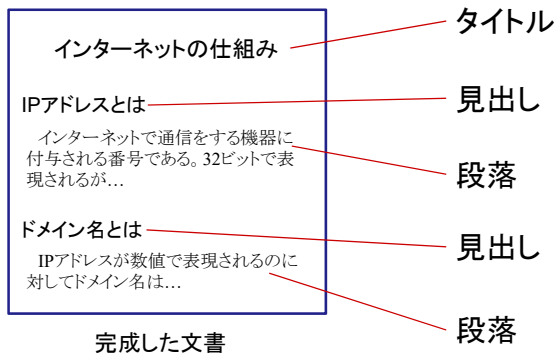 インターネットの仕組み
タイトル
IPアドレスとは
見出し
インターネットで通信をする機器に
付与される番号である。32ビットで表
現されるが…
段落
ドメイン名とは
見出し
IPアドレスが数値で表現されるのに
対してドメイン名は…
段落
完成した文書